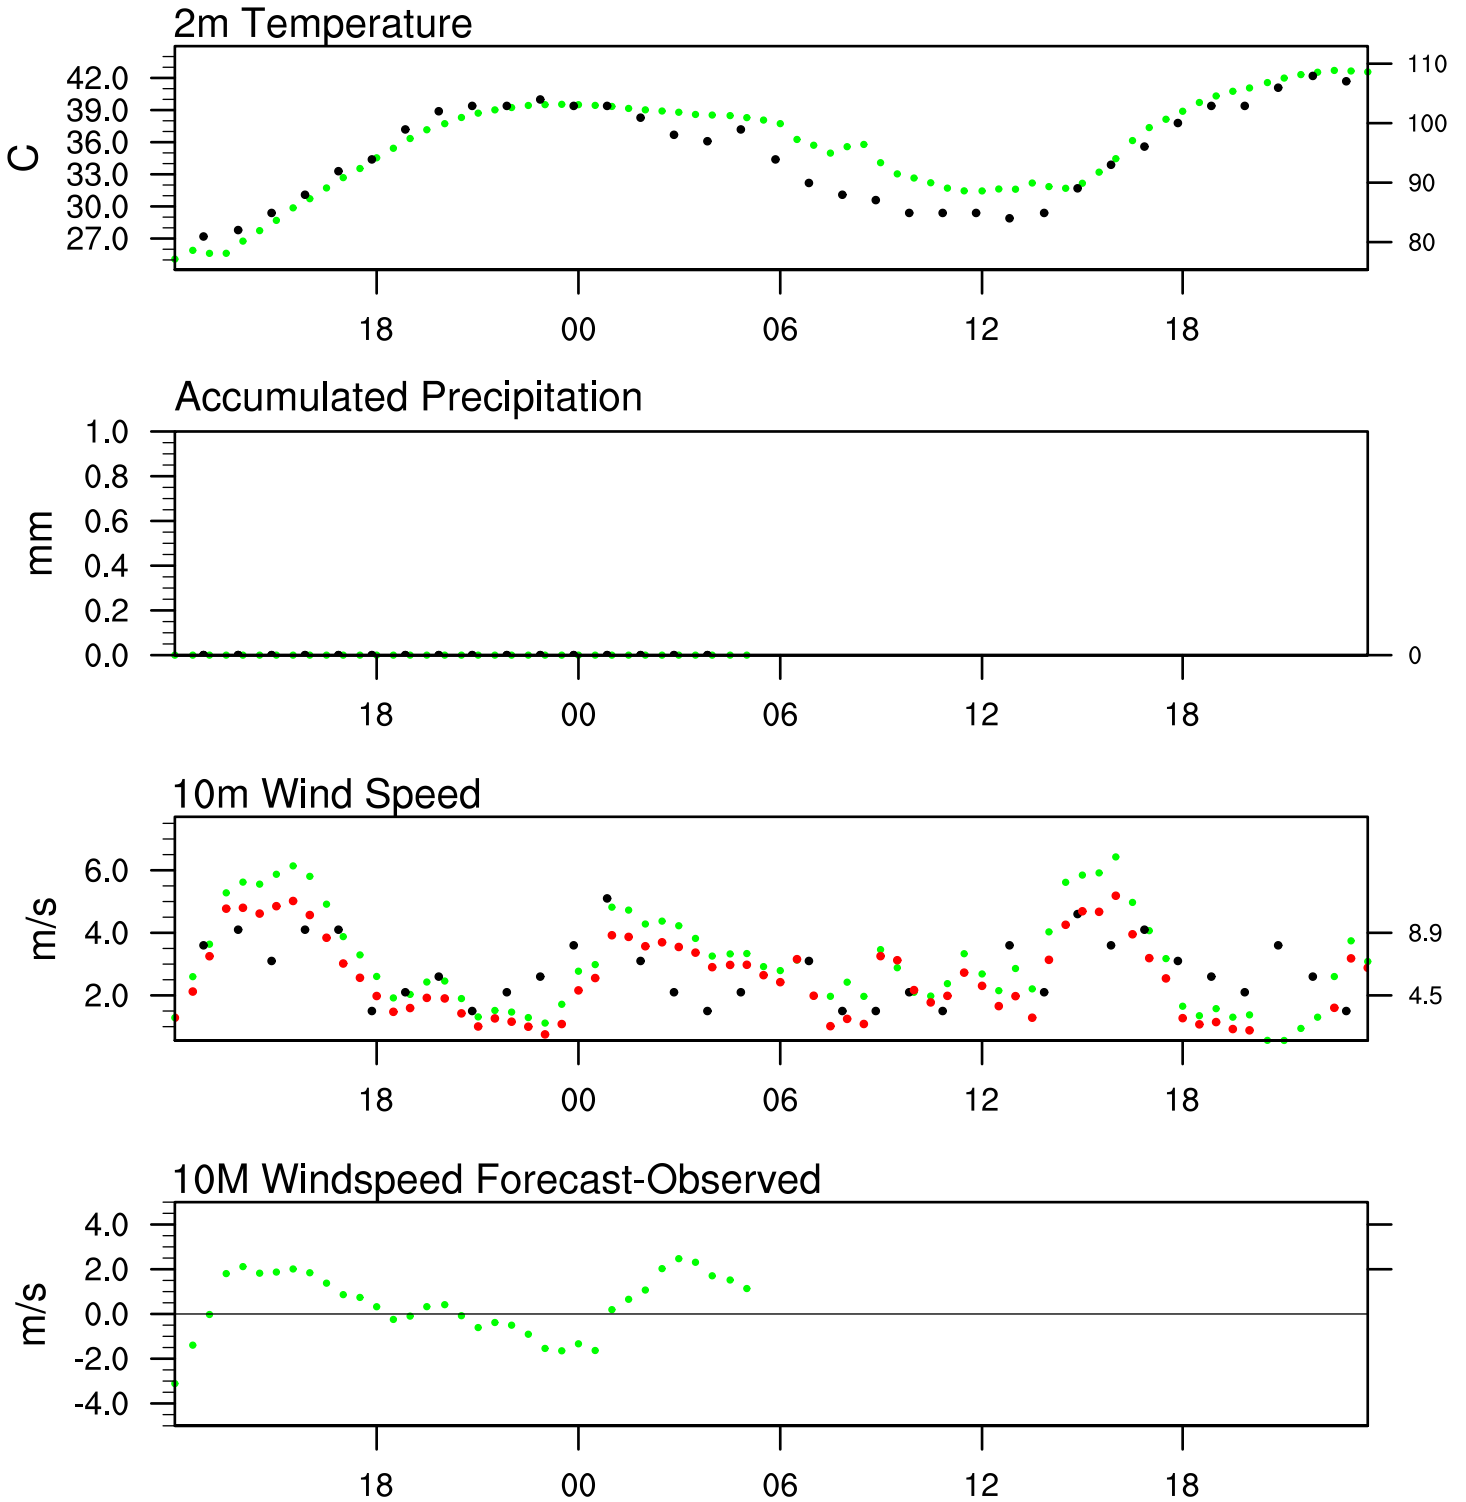 2m Temperature
42.0
39.0
36.0
33.0
30.0
27.0
C
110
100
90
80
18 00 06 12 18
Accumulated Precipitation
1.0
0.8
0.6
0.4
0.2
0.0
mm
0
18 00 06 12 18
10m Wind Speed
6.0
4.0
2.0
m/s
8.9
4.5
18 00 06 12 18
10M Windspeed Forecast-Observed
4.0
2.0
0.0
-2.0
-4.0
m/s
18 00 06 12 18